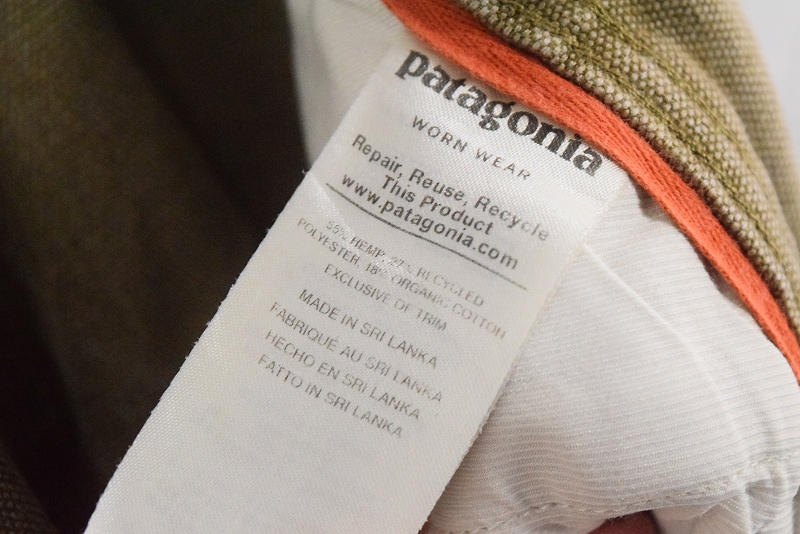 patagonia
WORN WEAR
Repair, Reuse, Recycle
This Product
www.patagonia.com
55% HEMP, 27% RECYCLED
POLYESTER, 18% ORGANIC COTTON
EXCLUSIVE OF TRIM
MADE IN SRI LANKA
FABRIQUÉ AU SRI LANKA
HECHO EN SRI LANKA
FATTO IN SRI LANKA